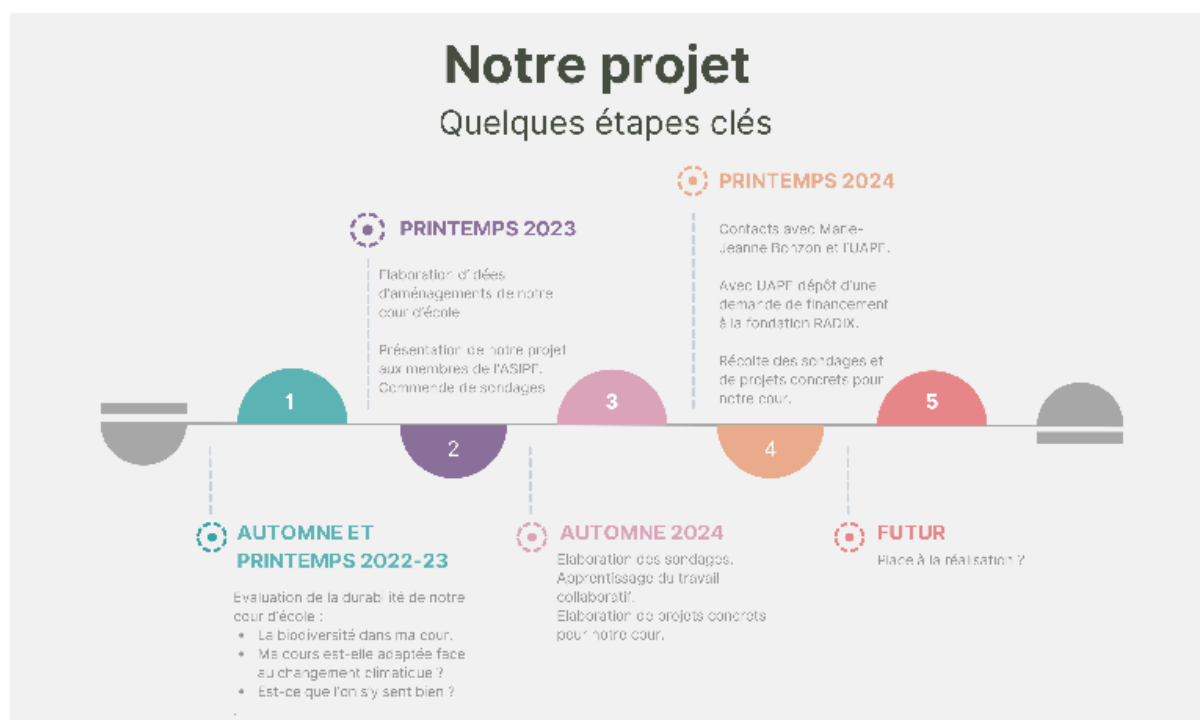 Notre projet
Quelques étapes clés
1
AUTOMNE ET
PRINTEMPS 2022-23
Evaluation de la durabilité de notre
cour d'école :
• La biodiversité dans ma cour.
• Ma cours est-elle adaptée face
au changement climatique ?
• Est-ce que l'on s'y sent bien ?
.
2
PRINTEMPS 2023
Elaboration d'idées
d'aménagements de notre
cour d'école
Présentation de notre projet
aux membres de l'ASIPE.
Commende de sondages
3
AUTOMNE 2024
Elaboration des sondages.
Apprentissage du travail
collaboratif.
Elaboration de projets concrets
pour notre cour.
4
PRINTEMPS 2024
Contacts avec Marie-
Jeanne Bonzon et l'UAPE.
Avec UAPE dépôt d'une
demande de financement
à la fondation RADIX.
Récolte des sondages et
de projets concrets pour
notre cour.
5
FUTUR
Place à la réalisation ?